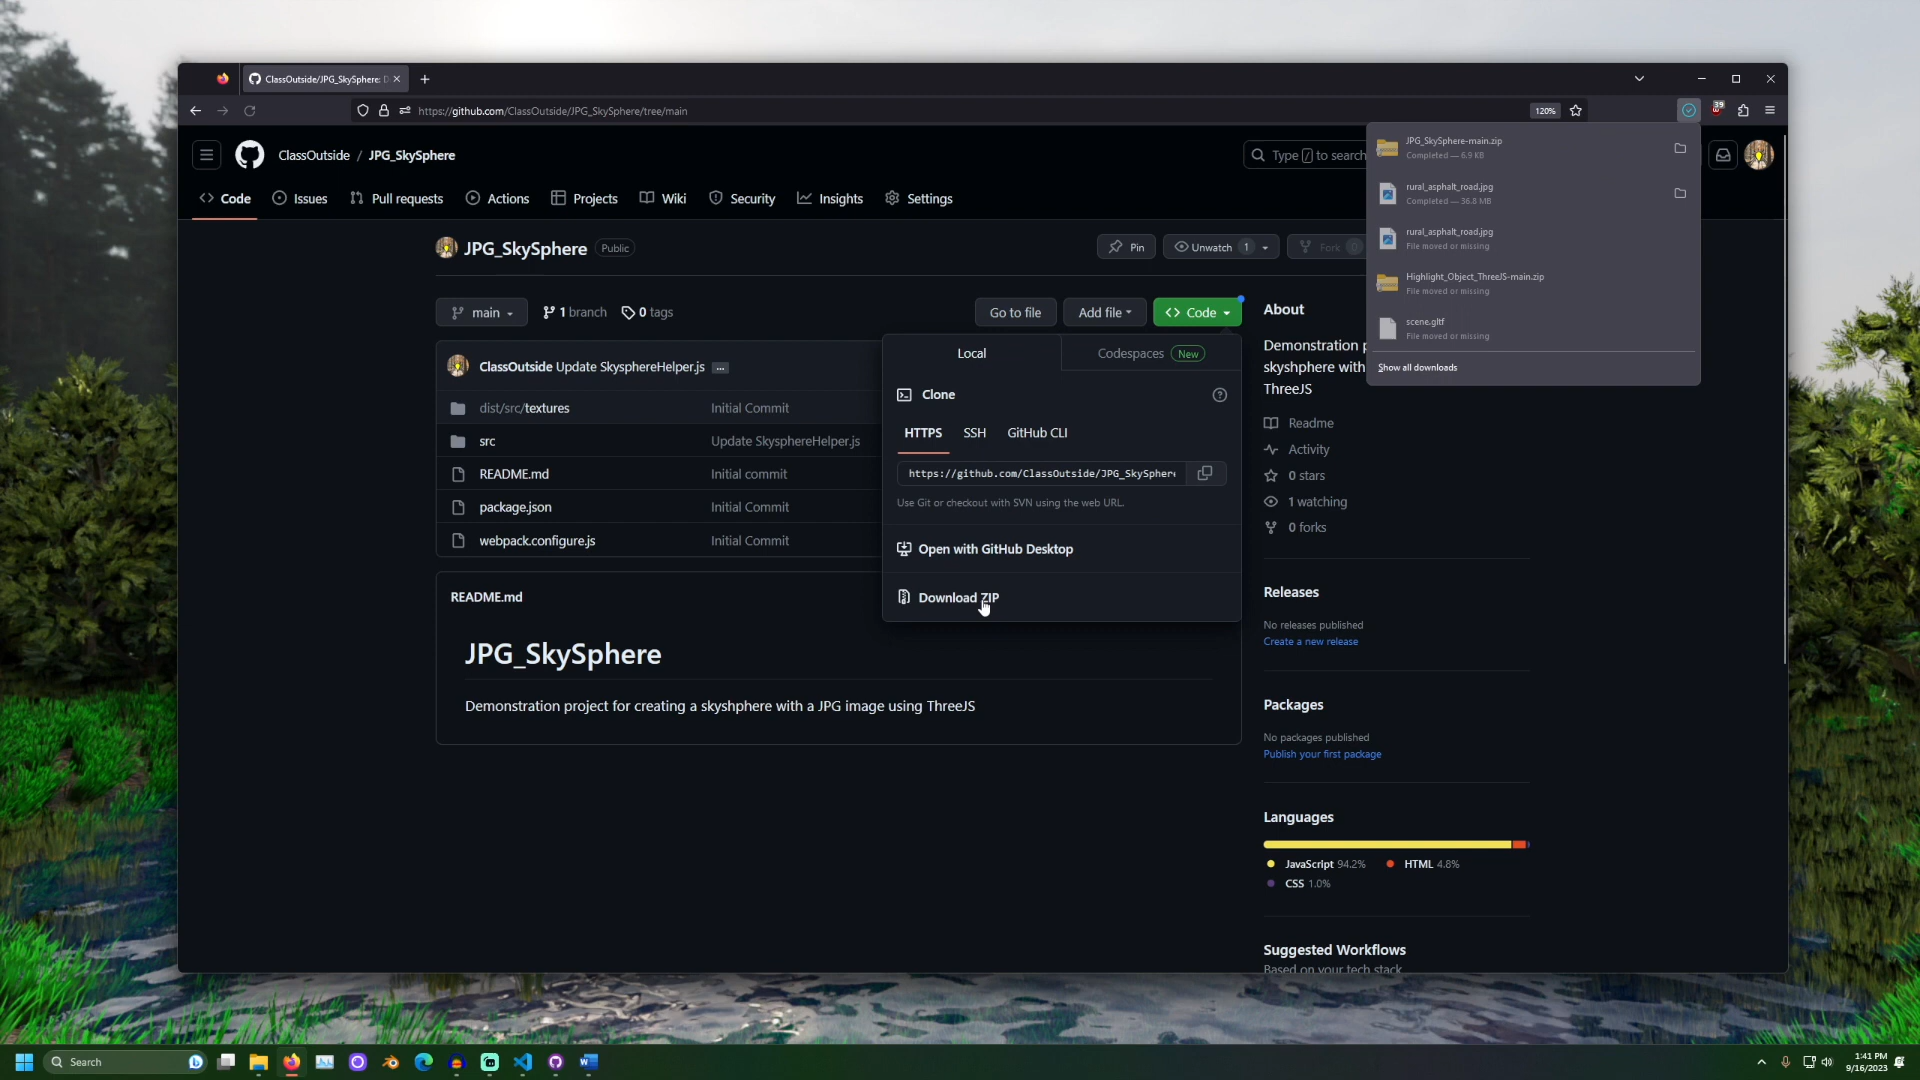 ClassOutside/JPG_SkySphere: D
https://github.com/ClassOutside/JPG_SkySphere/tree/main
120%
39
ClassOutside / JPG_SkySphere
Type / to search
JPG_SkySphere-main.zip
Completed — 6.9 KB
rural_asphalt_road.jpg
Completed — 36.8 MB
rural_asphalt_road.jpg
File moved or missing
Highlight_Object_ThreeJS-main.zip
File moved or missing
scene.gltf
File moved or missing
Show all downloads
Code Issues Pull requests Actions Projects Wiki Security Insights Settings
JPG_SkySphere Public
Pin Unwatch 1 Fork 0
main 1 branch 0 tags
Go to file Add file Code
ClassOutside Update SkysphereHelper.js ...
dist/src/textures Initial Commit
src Update SkysphereHelper.js
README.md Initial commit
package.json Initial Commit
webpack.configure.js Initial Commit
Local Codespaces New
Clone
HTTPS SSH GitHub CLI
https://github.com/ClassOutside/JPG_SkySphere
Use Git or checkout with SVN using the web URL.
Open with GitHub Desktop
Download ZIP
README.md
JPG_SkySphere
Demonstration project for creating a skyshphere with a JPG image using ThreeJS
About
Demonstration p
skyshphere with
ThreeJS
Readme
Activity
0 stars
1 watching
0 forks
Releases
No releases published
Create a new release
Packages
No packages published
Publish your first package
Languages
JavaScript 94.2% HTML 4.8%
CSS 1.0%
Suggested Workflows
Based on your tech stack
Search
1:41 PM
9/16/2023